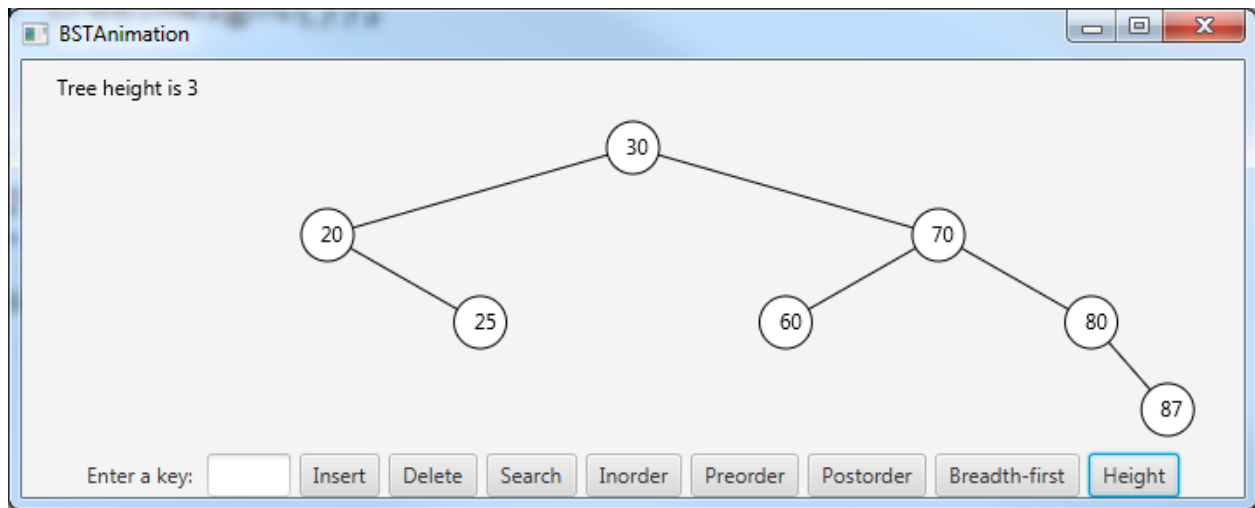 BSTAnimation
Tree height is 3
30
20 70
25 60 80
87
Enter a key: Insert Delete Search Inorder Preorder Postorder Breadth-first Height